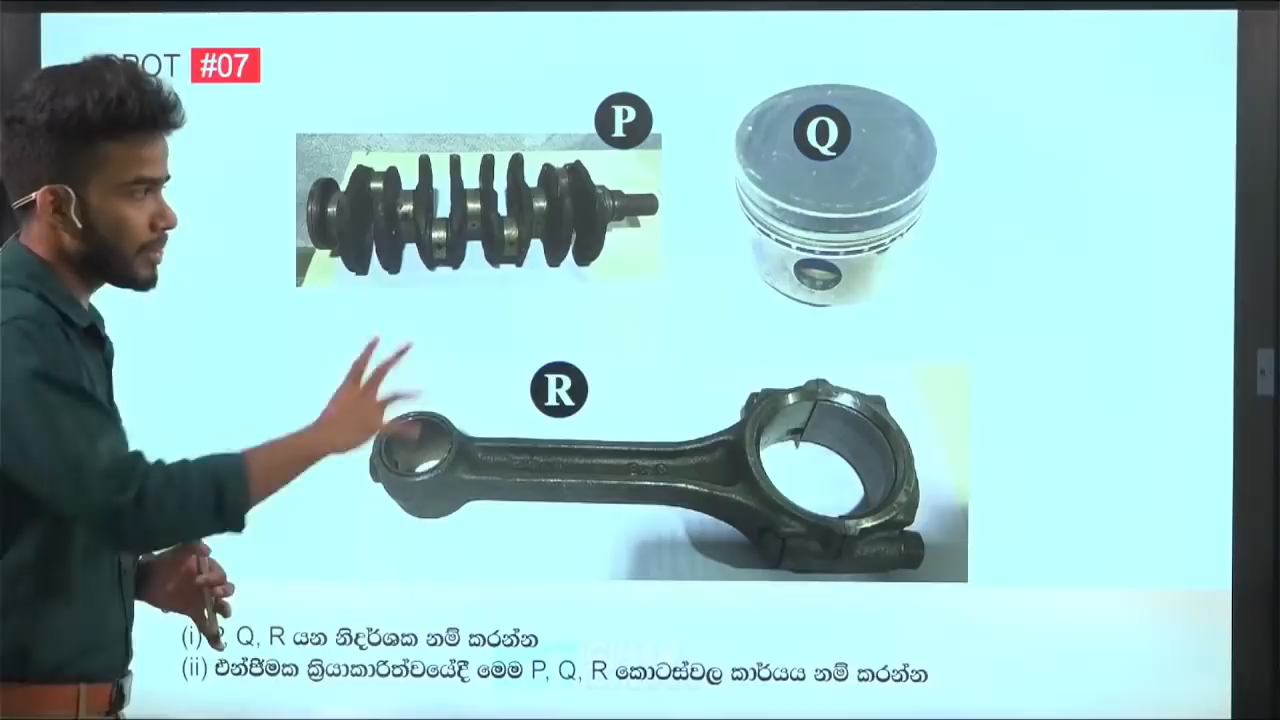 #07
P
Q
R
(i) Q, R යන නිදර්ශක නම් කරන්න
(ii) එන්ජිමක ක්‍රියාකාරිත්වයේදී මෙම P, Q, R කොටස්වල කාර්යය නම් කරන්න